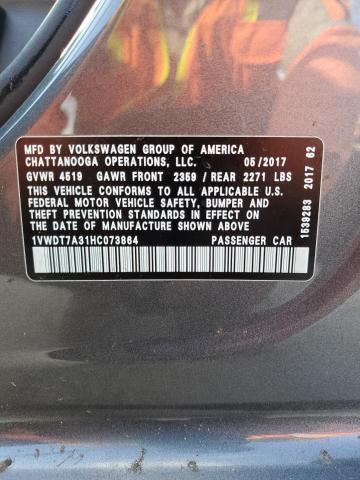 MFD BY VOLKSWAGEN GROUP OF AMERICA
CHATTANOOGA OPERATIONS, LLC. 05/2017
GVWR 4519 GAWR FRONT 2359 / REAR 2271 LBS
THIS VEHICLE CONFORMS TO ALL APPLICABLE U.S.
FEDERAL MOTOR VEHICLE SAFETY, BUMPER AND
THEFT PREVENTION STANDARDS IN EFFECT ON
THE DATE OF MANUFACTURE SHOWN ABOVE
1VWDT7A31HC073864 PASSENGER CAR
1539283 2017 62